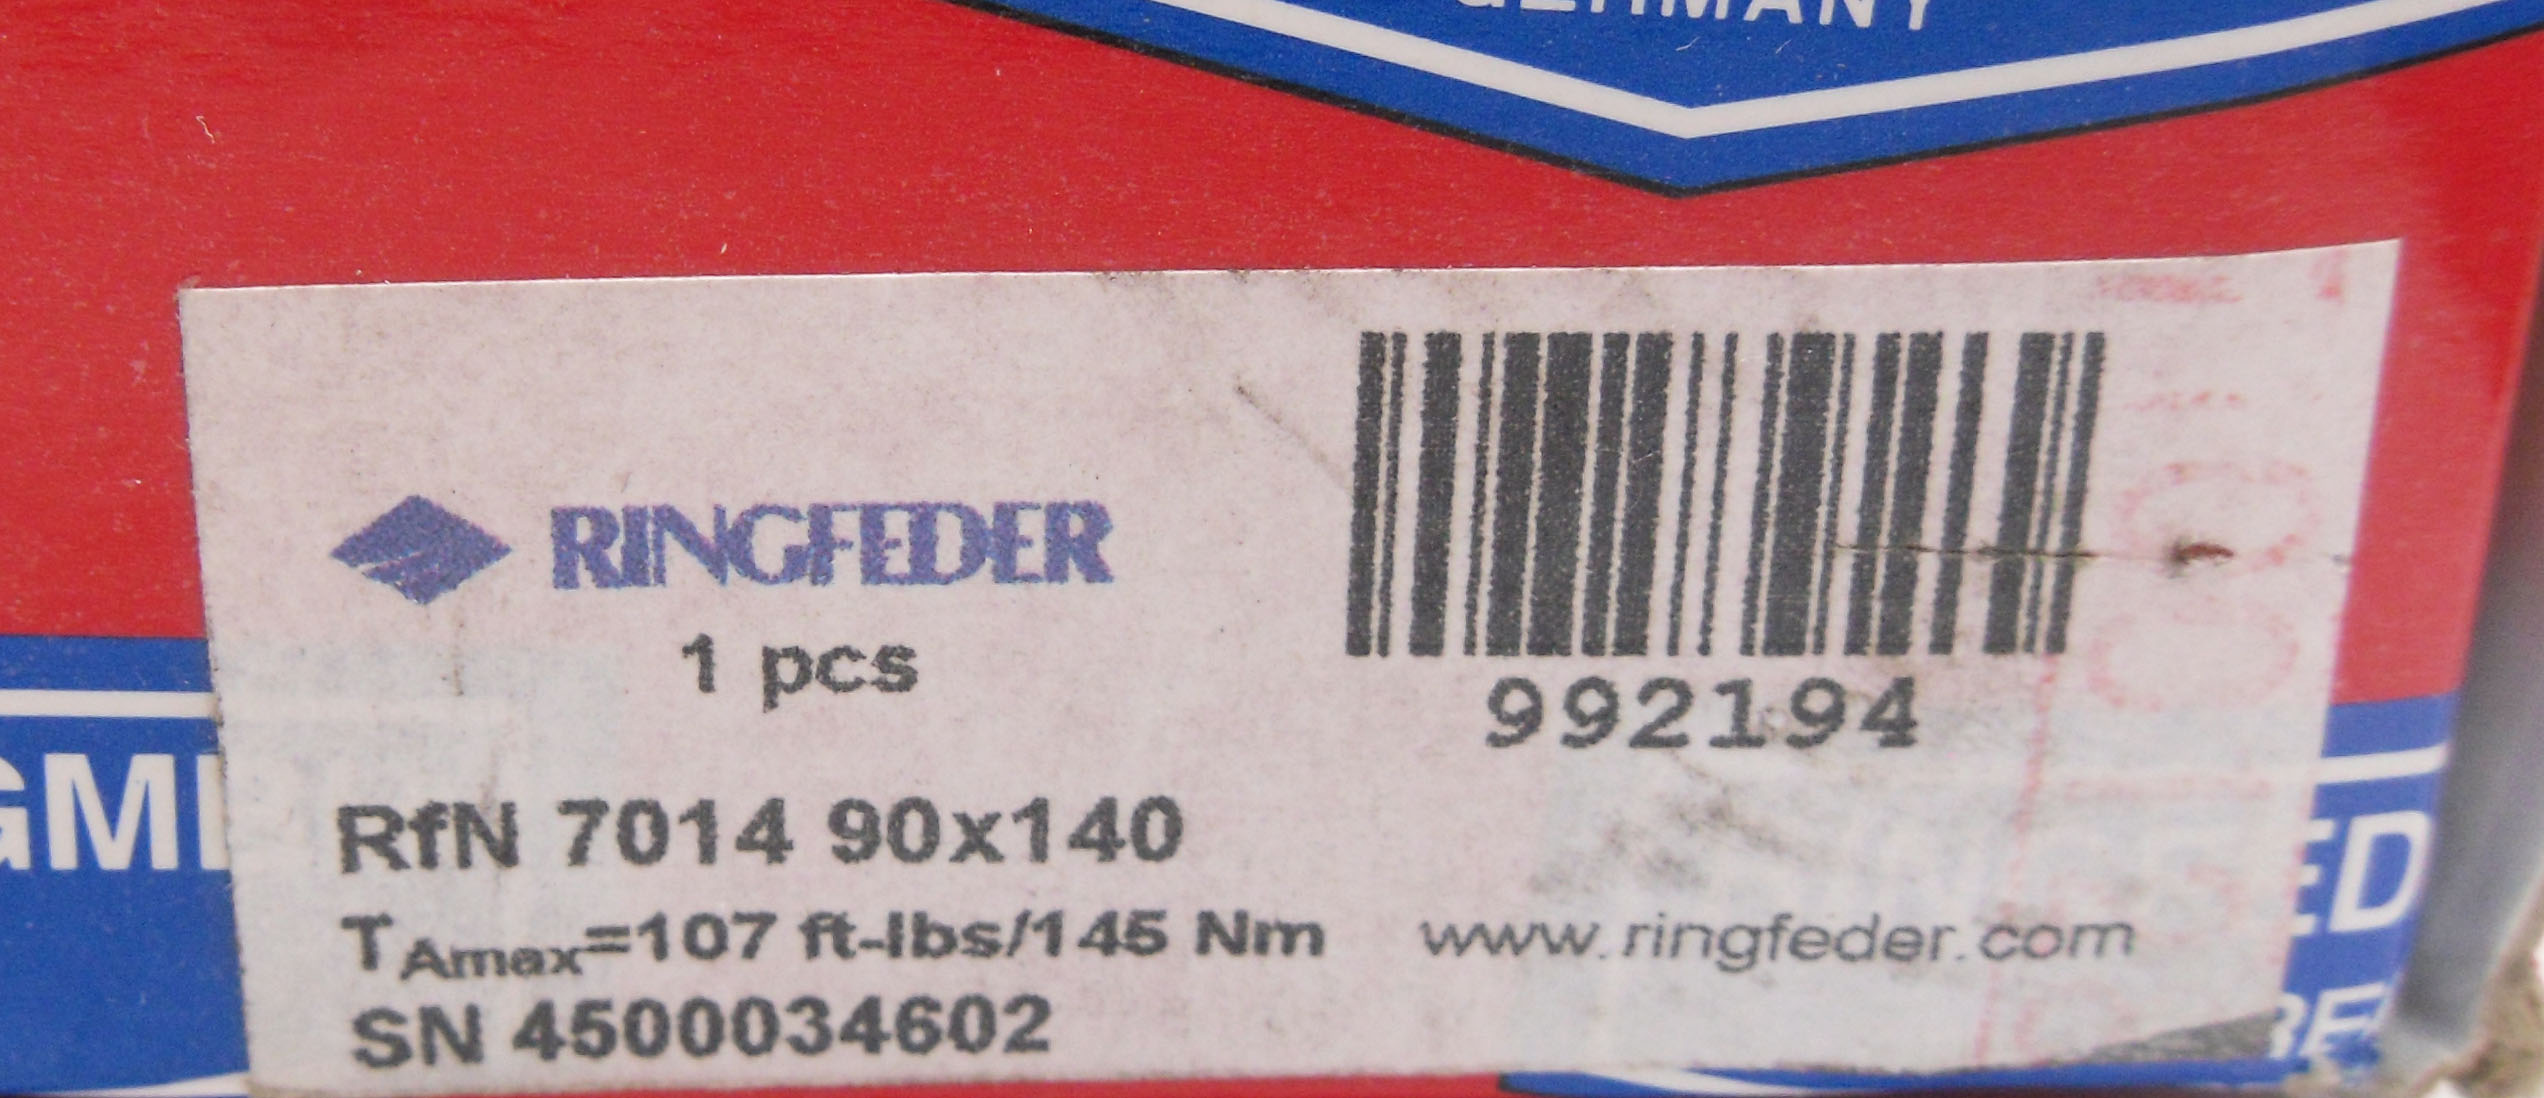 GERMANY
RINGFEDER
1 pcs
992194
RfN 7014 90x140
TAmax=107 ft-lbs/145 Nm
www.ringfeder.com
SN 4500034602